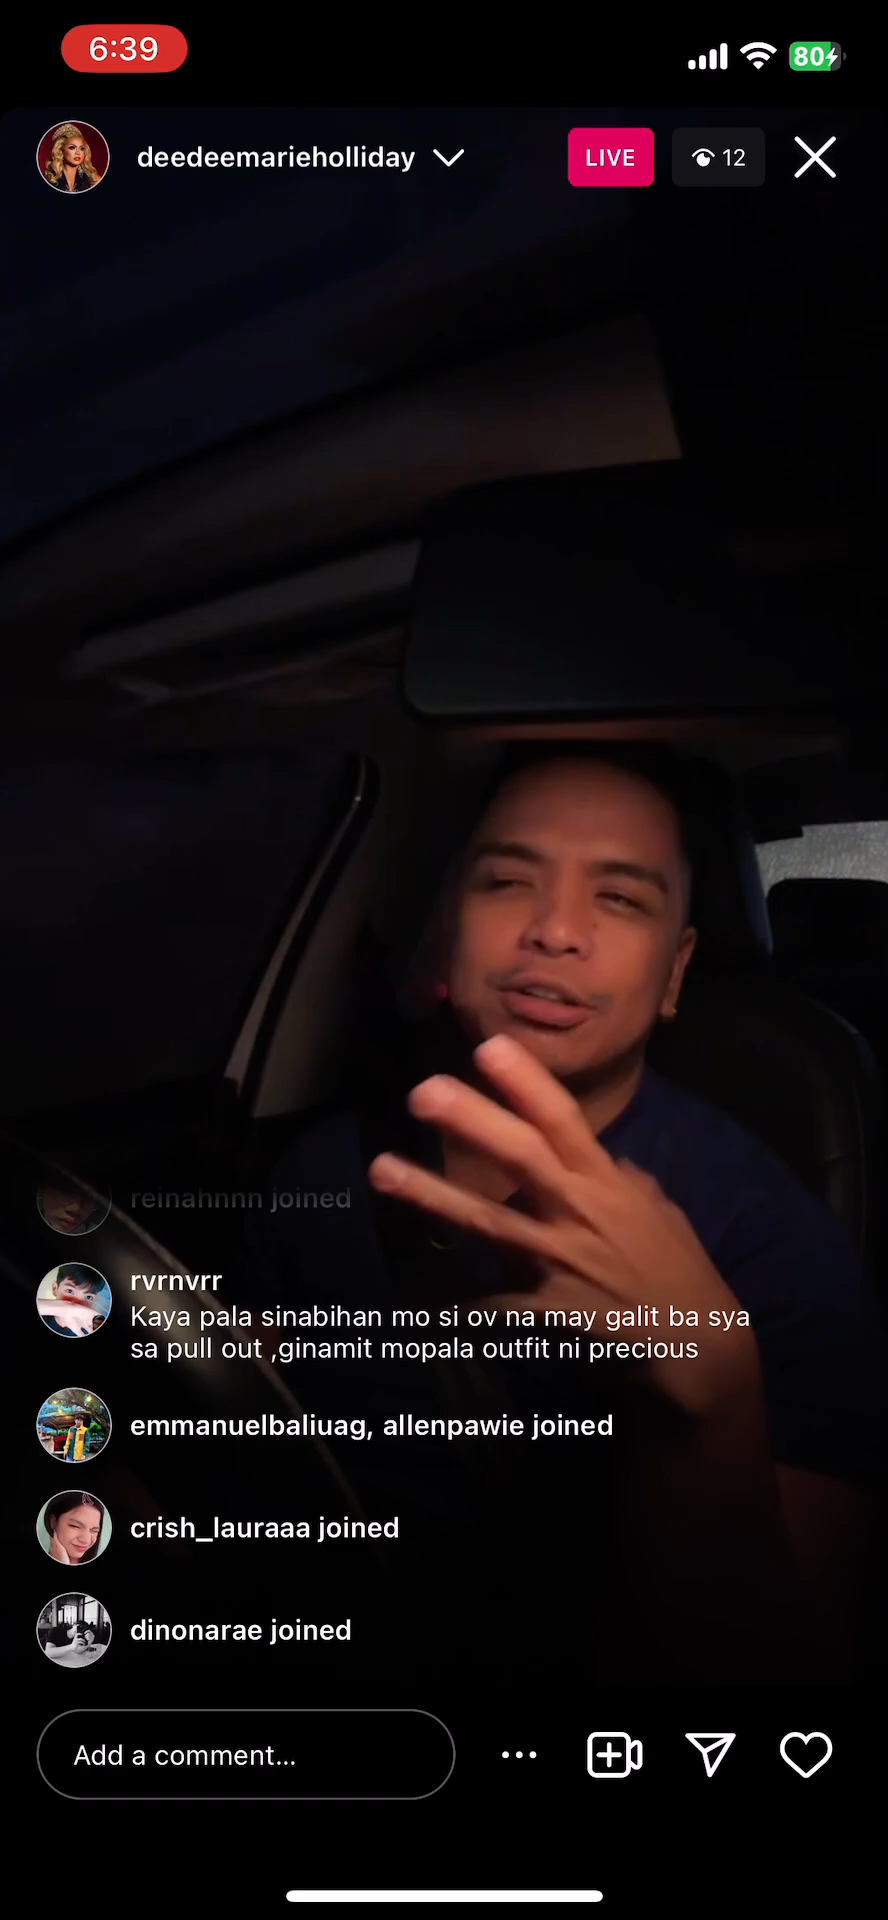 6:39
80
deedeemarieholliday
LIVE
12
reinahnnn joined
rvrnvrr
Kaya pala sinabihan mo si ov na may galit ba sya
sa pull out ,ginamit mopala outfit ni precious
emmanuelbaliuag, allenpawie joined
crish_lauraaa joined
dinonarae joined
Add a comment...